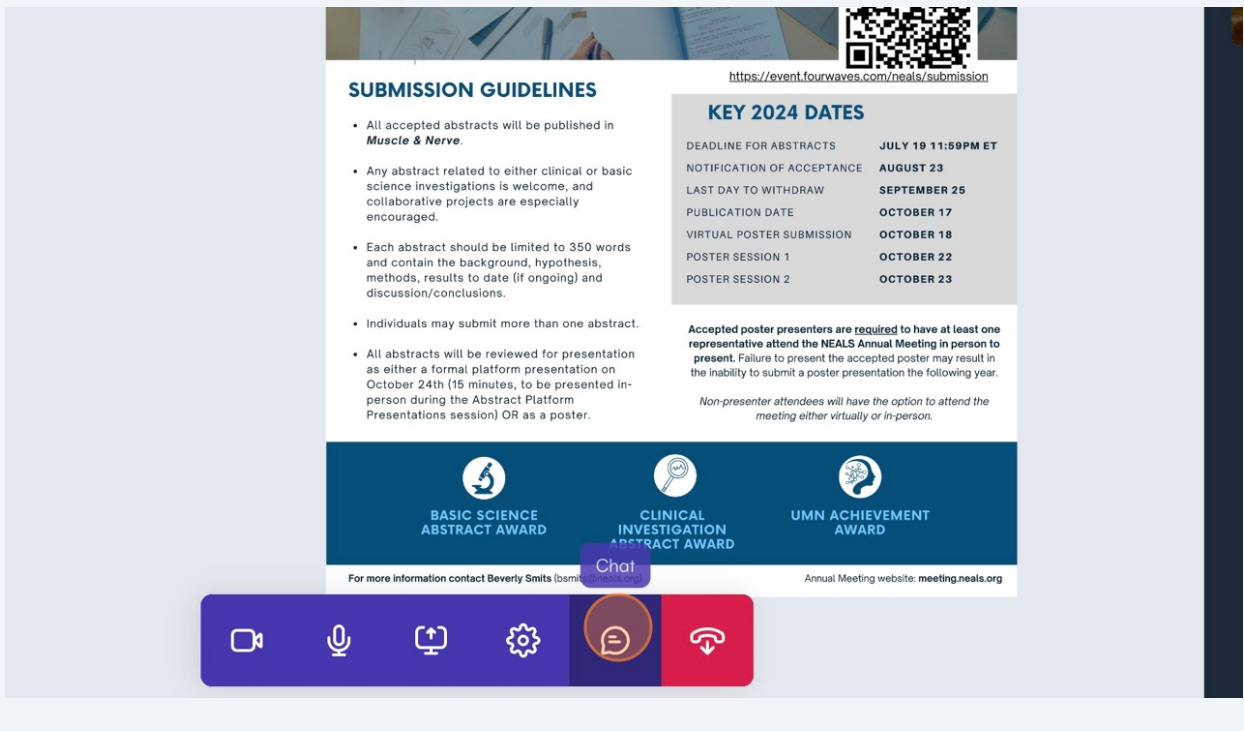 https://event.fourwaves.com/neals/submission
SUBMISSION GUIDELINES
• All accepted abstracts will be published in
Muscle & Nerve.
• Any abstract related to either clinical or basic
science investigations is welcome, and
collaborative projects are especially
encouraged.
• Each abstract should be limited to 350 words
and contain the background, hypothesis,
methods, results to date (if ongoing) and
discussion/conclusions.
• Individuals may submit more than one abstract.
• All abstracts will be reviewed for presentation
as either a formal platform presentation on
October 24th (15 minutes, to be presented in-
person during the Abstract Platform
Presentations session) OR as a poster.
KEY 2024 DATES
DEADLINE FOR ABSTRACTS JULY 19 11:59PM ET
NOTIFICATION OF ACCEPTANCE AUGUST 23
LAST DAY TO WITHDRAW SEPTEMBER 25
PUBLICATION DATE OCTOBER 17
VIRTUAL POSTER SUBMISSION OCTOBER 18
POSTER SESSION 1 OCTOBER 22
POSTER SESSION 2 OCTOBER 23
Accepted poster presenters are required to have at least one
representative attend the NEALS Annual Meeting in person to
present. Failure to present the accepted poster may result in
the inability to submit a poster presentation the following year.
Non-presenter attendees will have the option to attend the
meeting either virtually or in-person.
BASIC SCIENCE
ABSTRACT AWARD
CLINICAL
INVESTIGATION
ABSTRACT AWARD
UMN ACHIEVEMENT
AWARD
Chat
For more information contact Beverly Smits (bsmits@neals.org)
Annual Meeting website: meeting.neals.org